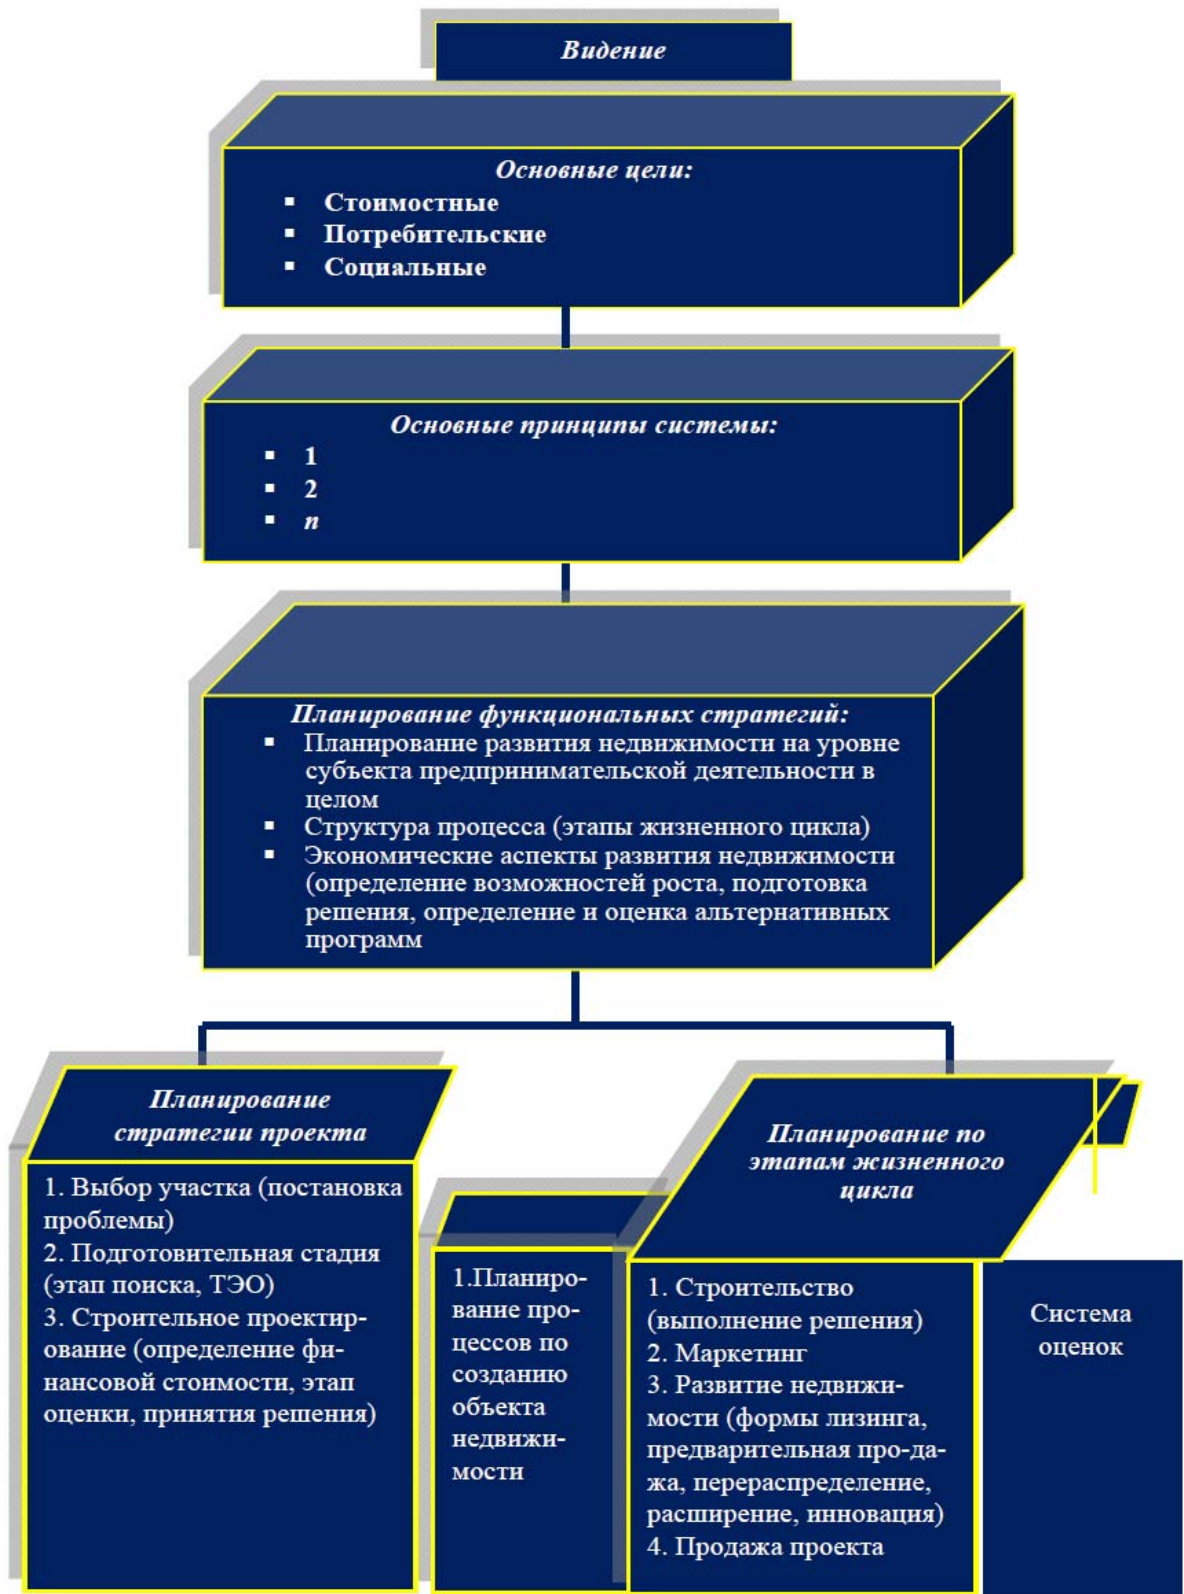 Видение
Основные цели:
▪ Стоимостные
▪ Потребительские
▪ Социальные
Основные принципы системы:
▪ 1
▪ 2
▪ n
Планирование функциональных стратегий:
▪ Планирование развития недвижимости на уровне
субъекта предпринимательской деятельности в
целом
▪ Структура процесса (этапы жизненного цикла)
▪ Экономические аспекты развития недвижимости
(определение возможностей роста, подготовка
решения, определение и оценка альтернативных
программ
Планирование
стратегии проекта
1. Выбор участка (постановка
проблемы)
2. Подготовительная стадия
(этап поиска, ТЭО)
3. Строительное проектир-
ование (определение фи-
нансовой стоимости, этап
оценки, принятия решения)
1.Планиро-
вание про-
цессов по
созданию
объекта
недвижи-
мости
Планирование по
этапам жизненного
цикла
1. Строительство
(выполнение решения)
2. Маркетинг
3. Развитие недвижи-
мости (формы лизинга,
предварительная про-да-
жа, перераспределение,
расширение, инновация)
4. Продажа проекта
Система
оценок